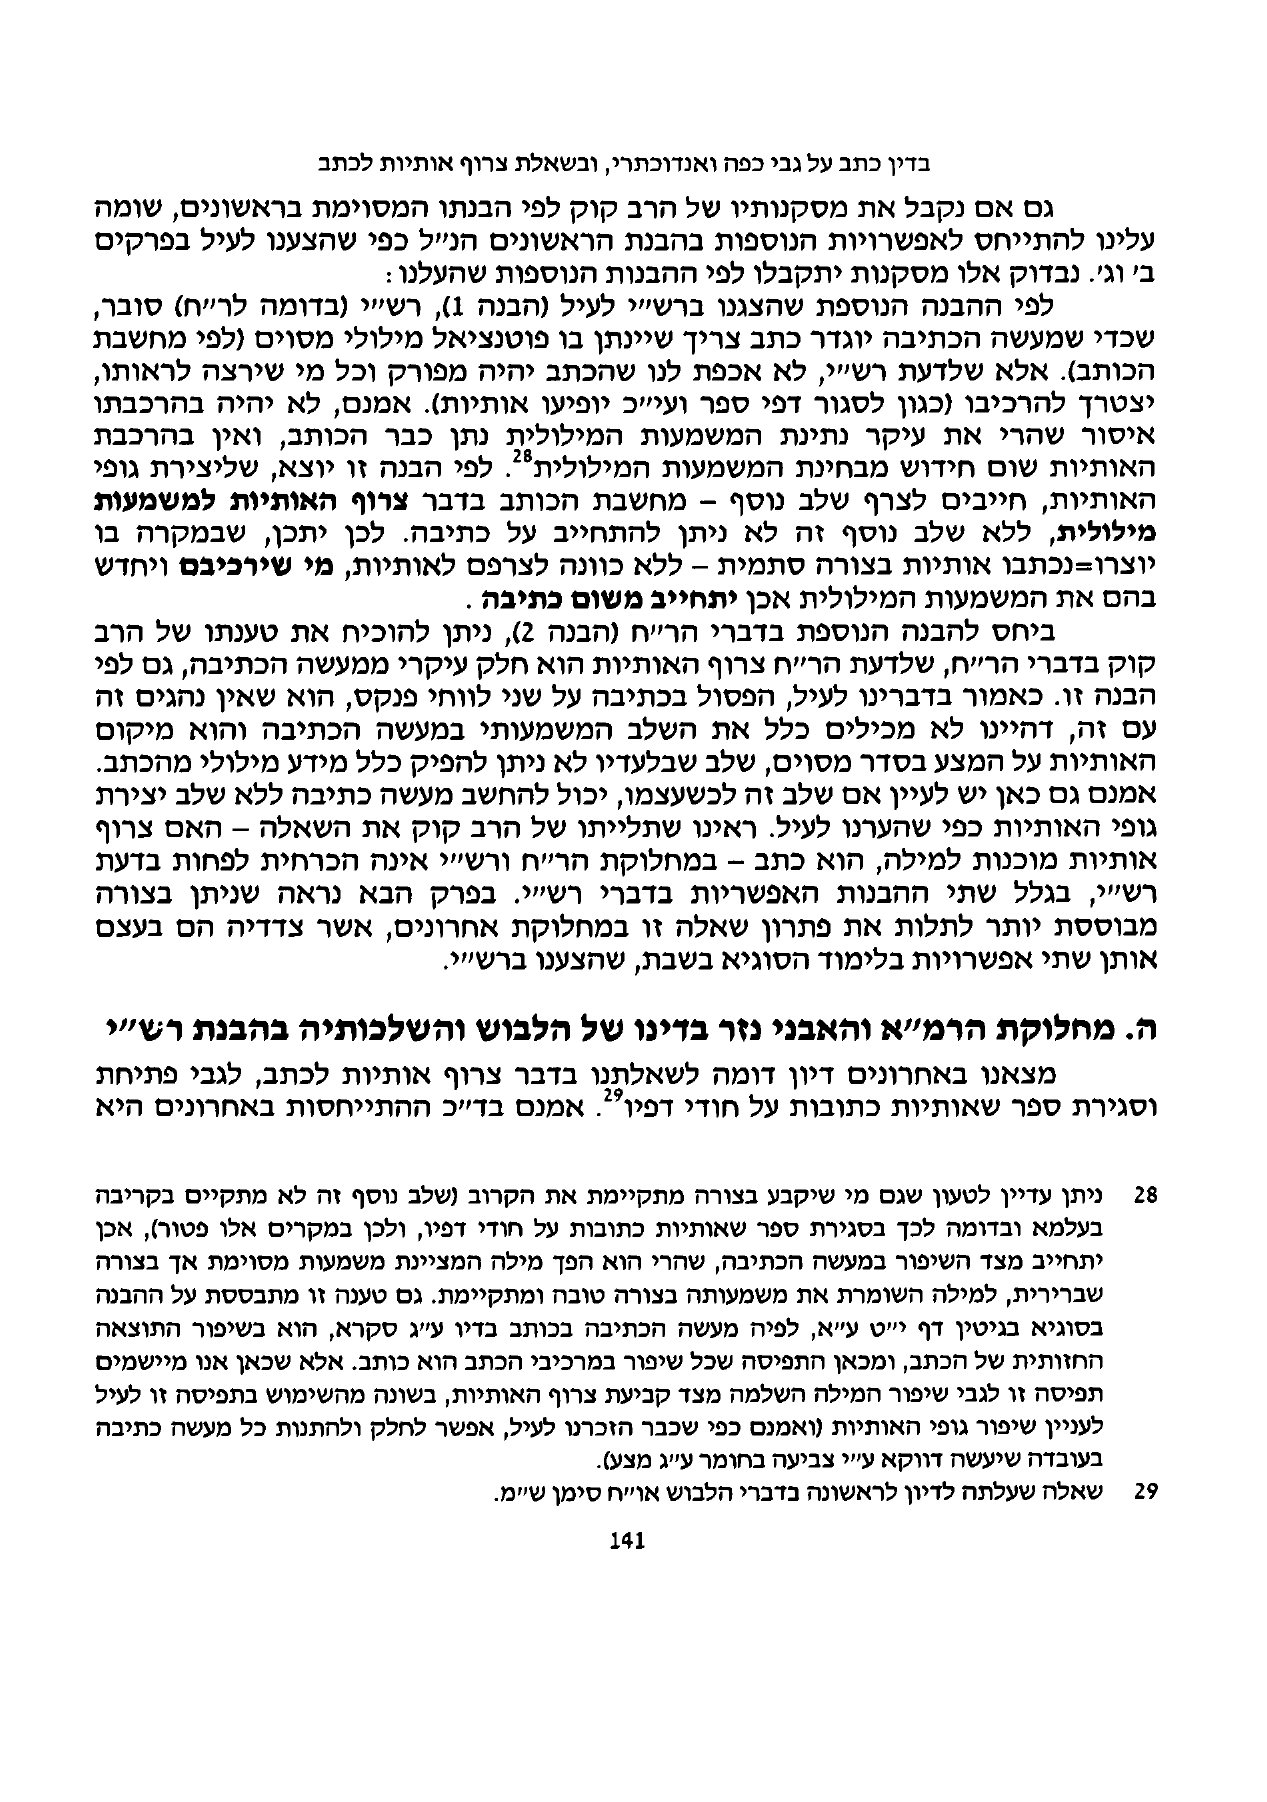 בדין כתב על גבי כפה ואנדוכתרי, ובשאלת צרוף אותיות לכתב
גם אם נקבל את מסקנותיו של הרב קוק לפי הבנתו המסוימת בראשונים, שומה
עלינו להתייחס לאפשרויות הנוספות בהבנת הראשונים הנ״ל כפי שהצענו לעיל בפרקים
ב׳ וג׳. נבדוק אלו מסקנות יתקבלו לפי ההבנות הנוספות שהעלנו:
לפי ההבנה הנוספת שהצגנו ברש״י לעיל (הבנה 1), רש״י (בדומה לר״ח) סובר,
שכדי שמעשה הכתיבה יוגדר כתב צריך שיינתן בו פוטנציאל מילולי מסוים (לפי מחשבת
הכותב). אלא שלדעת רש״י, לא אכפת לנו שהכתב יהיה מפורק וכל מי שירצה לראותו,
יצטרך להרכיבו (כגון לסגור דפי ספר ועי״כ יופיעו אותיות). אמנם, לא יהיה בהרכבתו
איסור שהרי את עיקר נתינת המשמעות המילולית נתן כבר הכותב, ואין בהרכבת
האותיות שום חידוש מבחינת המשמעות המילולית28. לפי הבנה זו יוצא, שליצירת גופי
האותיות, חייבים לצרף שלב נוסף – מחשבת הכותב בדבר צרוף האותיות למשמעות
מילולית, ללא שלב נוסף זה לא ניתן להתחייב על כתיבה. לכן יתכן, שבמקרה בו
יוצרו=נכתבו אותיות בצורה סתמית – ללא כוונה לצרפם לאותיות, מי שירכיבם ויחדש
בהם את המשמעות המילולית אכן יתחייב משום כתיבה .
ביחס להבנה הנוספת בדברי הר״ח (הבנה 2), ניתן להוכיח את טענתו של הרב
קוק בדברי הר״ח, שלדעת הר״ח צרוף האותיות הוא חלק עיקרי ממעשה הכתיבה, גם לפי
הבנה זו. כאמור בדברינו לעיל, הפסול בכתיבה על שני לווחי פנקס, הוא שאין נהגים זה
עם זה, דהיינו לא מכילים כלל את השלב המשמעותי במעשה הכתיבה והוא מיקום
האותיות על המצע בסדר מסוים, שלב שבלעדיו לא ניתן להפיק כלל מידע מילולי מהכתב.
אמנם גם כאן יש לעיין אם שלב זה לכשעצמו, יכול להחשב מעשה כתיבה ללא שלב יצירת
גופי האותיות כפי שהערנו לעיל. ראינו שתלייתו של הרב קוק את השאלה – האם צרוף
אותיות מוכנות למילה, הוא כתב – במחלוקת הר״ח ורש״י אינה הכרחית לפחות בדעת
רש״י, בגלל שתי ההבנות האפשריות בדברי רש״י. בפרק הבא נראה שניתן בצורה
מבוססת יותר לתלות את פתרון שאלה זו במחלוקת אחרונים, אשר צדדיה הם בעצם
אותן שתי אפשרויות בלימוד הסוגיא בשבת, שהצענו ברש״י.
ה. מחלוקת הרמ״א והאבני נזר בדינו של הלבוש והשלכותיה בהבנת רש״י
מצאנו באחרונים דיון דומה לשאלתנו בדבר צרוף אותיות לכתב, לגבי פתיחת
וסגירת ספר שאותיות כתובות על חודי דפיו29. אמנם בד״כ ההתייחסות באחרונים היא
28 ניתן עדיין לטעון שגם מי שיקבע בצורה מתקיימת את הקרוב (שלב נוסף זה לא מתקיים בקריבה
בעלמא ובדומה לכך בסגירת ספר שאותיות כתובות על חודי דפיו, ולכן במקרים אלו פטור), אכן
יתחייב מצד השיפור במעשה הכתיבה, שהרי הוא הפך מילה המציינת משמעות מסוימת אך בצורה
שברירית, למילה השומרת את משמעותה בצורה טובה ומתקיימת. גם טענה זו מתבססת על ההבנה
בסוגיא בגיטין דף י״ט ע״א, לפיה מעשה הכתיבה בכותב בדיו ע״ג סקרא, הוא בשיפור התוצאה
החזותית של הכתב, ומכאן התפיסה שכל שיפור במרכיבי הכתב הוא כותב. אלא שכאן אנו מיישמים
תפיסה זו לגבי שיפור המילה השלמה מצד קביעת צרוף האותיות, בשונה מהשימוש בתפיסה זו לעיל
לעניין שיפור גופי האותיות (ואמנם כפי שכבר הזכרנו לעיל, אפשר לחלק ולהתנות כל מעשה כתיבה
בעובדה שיעשה דווקא ע״י צביעה בחומר ע״ג מצע).
29 שאלה שעלתה לדיון לראשונה בדברי הלבוש או״ח סימן ש״מ.
141